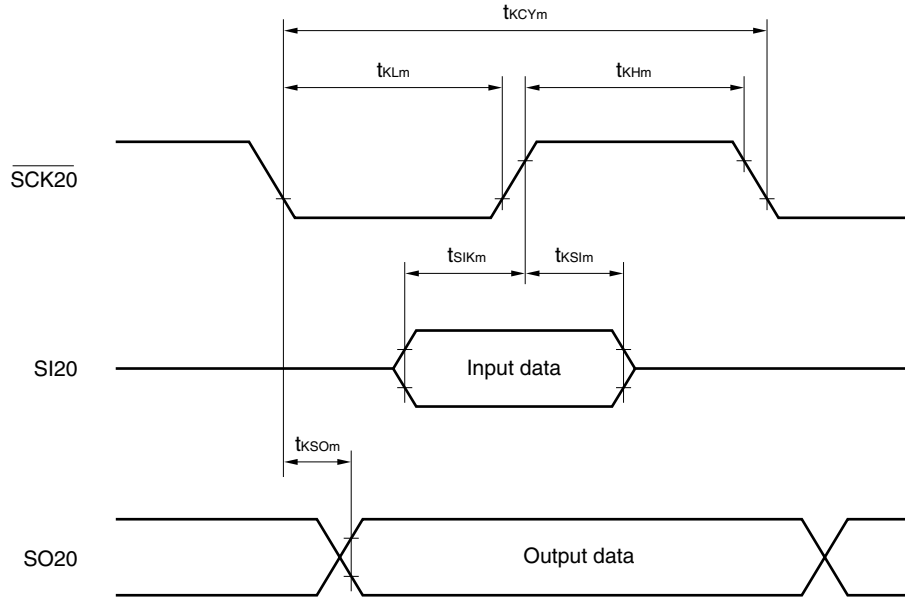 tKCYm
tKLm
tKHm
SCK20
tSIKm
tKSIm
SI20
Input data
tKSOm
SO20
Output data